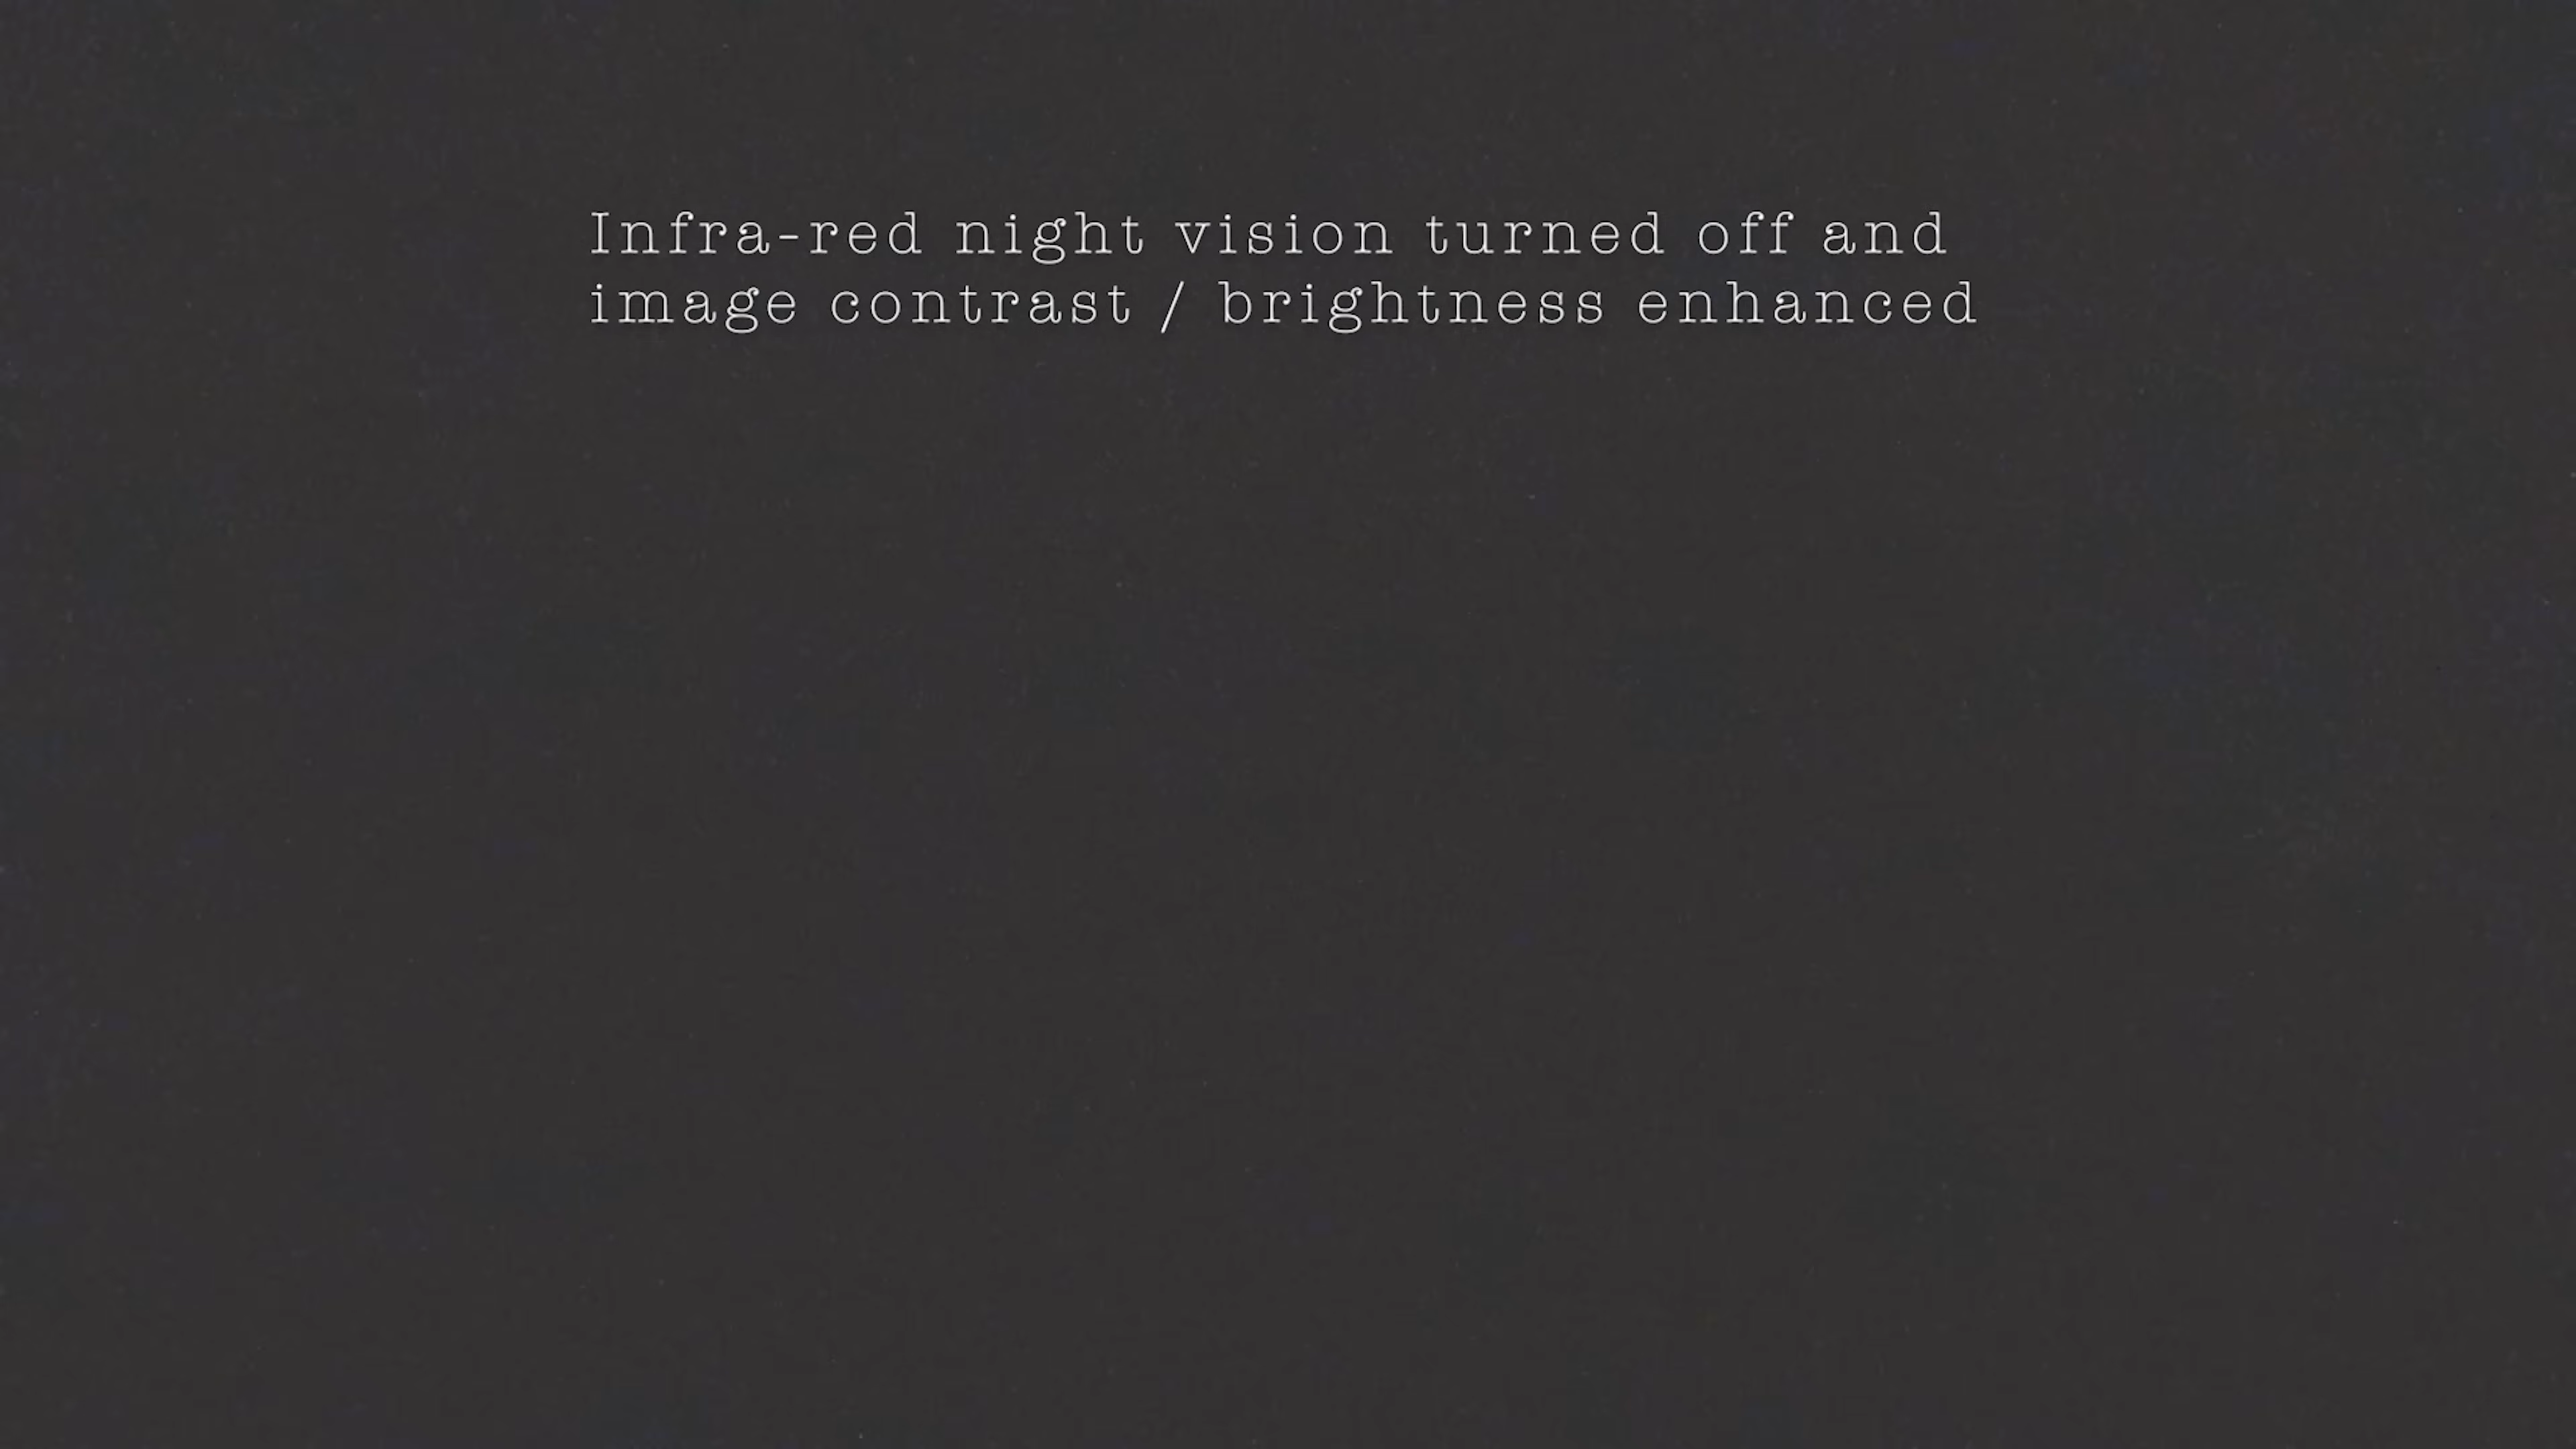 Infra-red night vision turned off and
image contrast / brightness enhanced